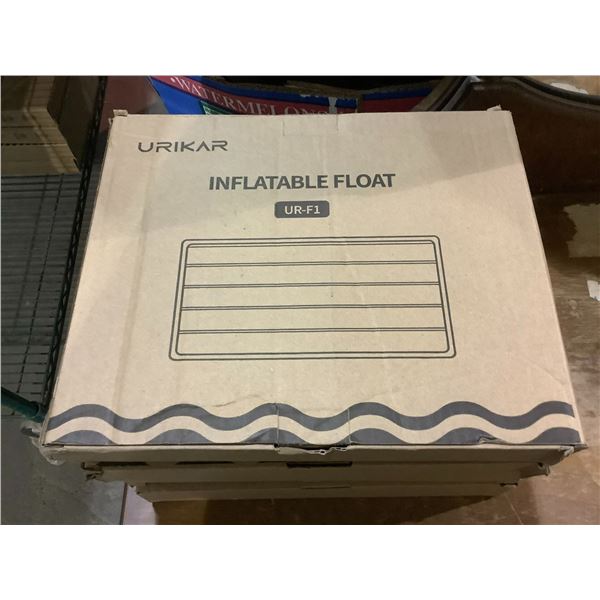 •WATERMELONS
URIKAR
INFLATABLE FLOAT
UR-F1